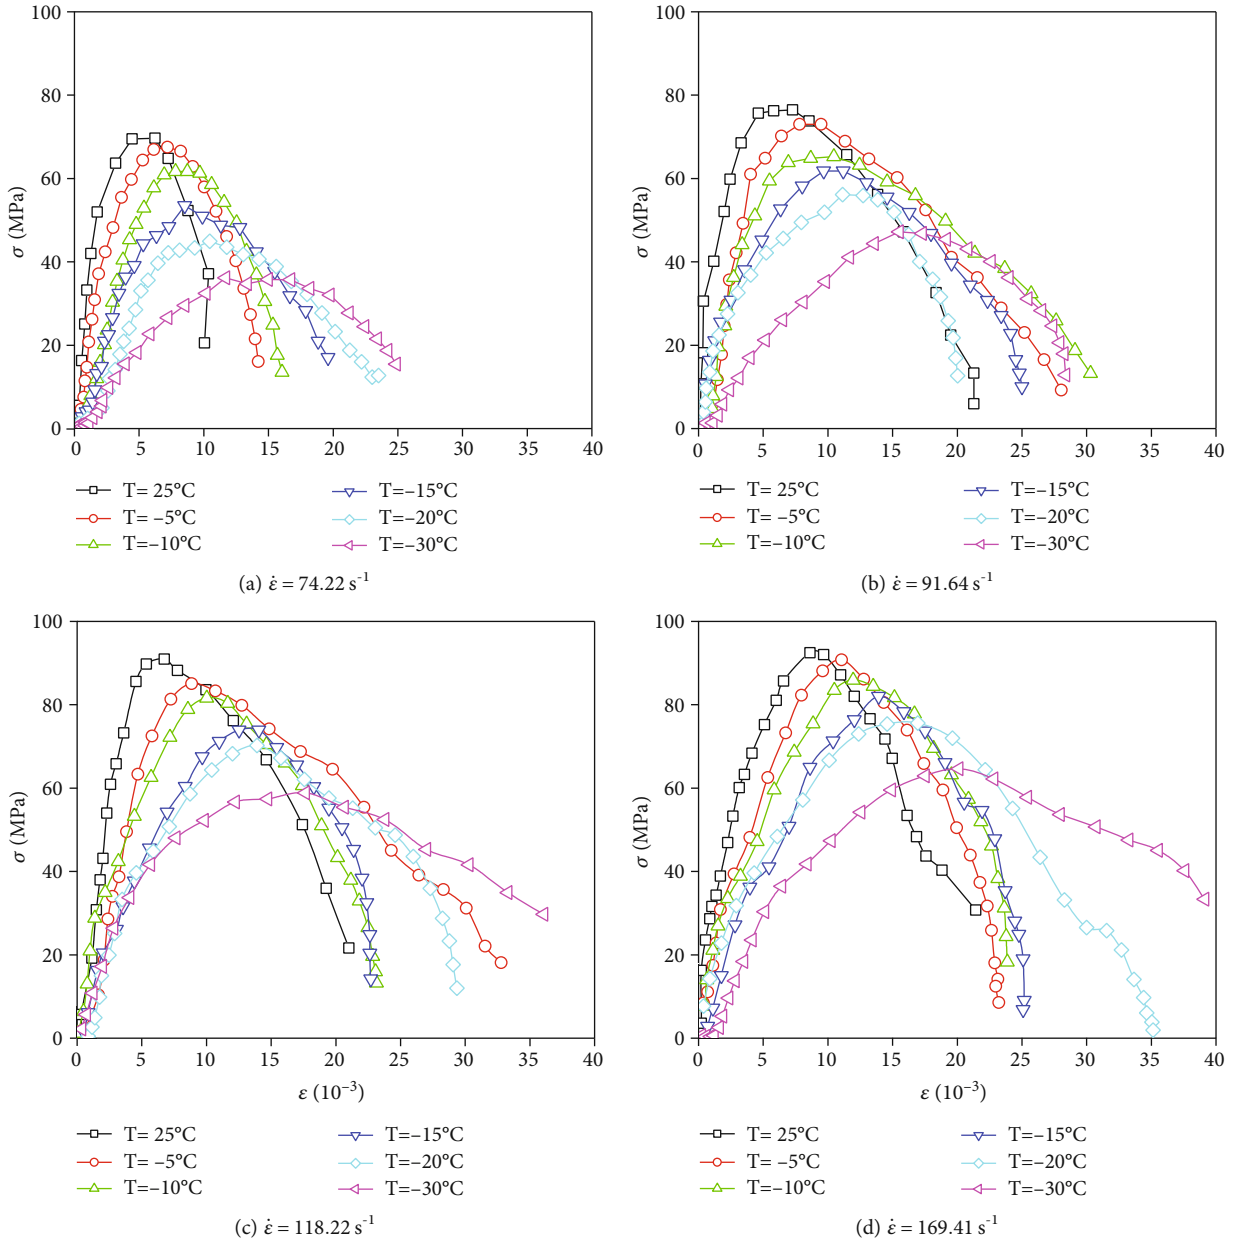 100
80
60
40
20
0
σ (MPa)
0 5 10 15 20 25 30 35 40
T= 25°C
T= –5°C
T=–10°C
T=–15°C
T=–20°C
T=–30°C
(a) ε̇ = 74.22 s⁻¹
100
80
60
40
20
0
σ (MPa)
0 5 10 15 20 25 30 35 40
T= 25°C
T= –5°C
T=–10°C
T=–15°C
T=–20°C
T=–30°C
(b) ε̇ = 91.64 s⁻¹
100
80
60
40
20
0
σ (MPa)
0 5 10 15 20 25 30 35 40
ε (10⁻³)
T= 25°C
T= –5°C
T=–10°C
T=–15°C
T=–20°C
T=–30°C
(c) ε̇ = 118.22 s⁻¹
100
80
60
40
20
0
σ (MPa)
0 5 10 15 20 25 30 35 40
ε (10⁻³)
T= 25°C
T= –5°C
T=–10°C
T=–15°C
T=–20°C
T=–30°C
(d) ε̇ = 169.41 s⁻¹